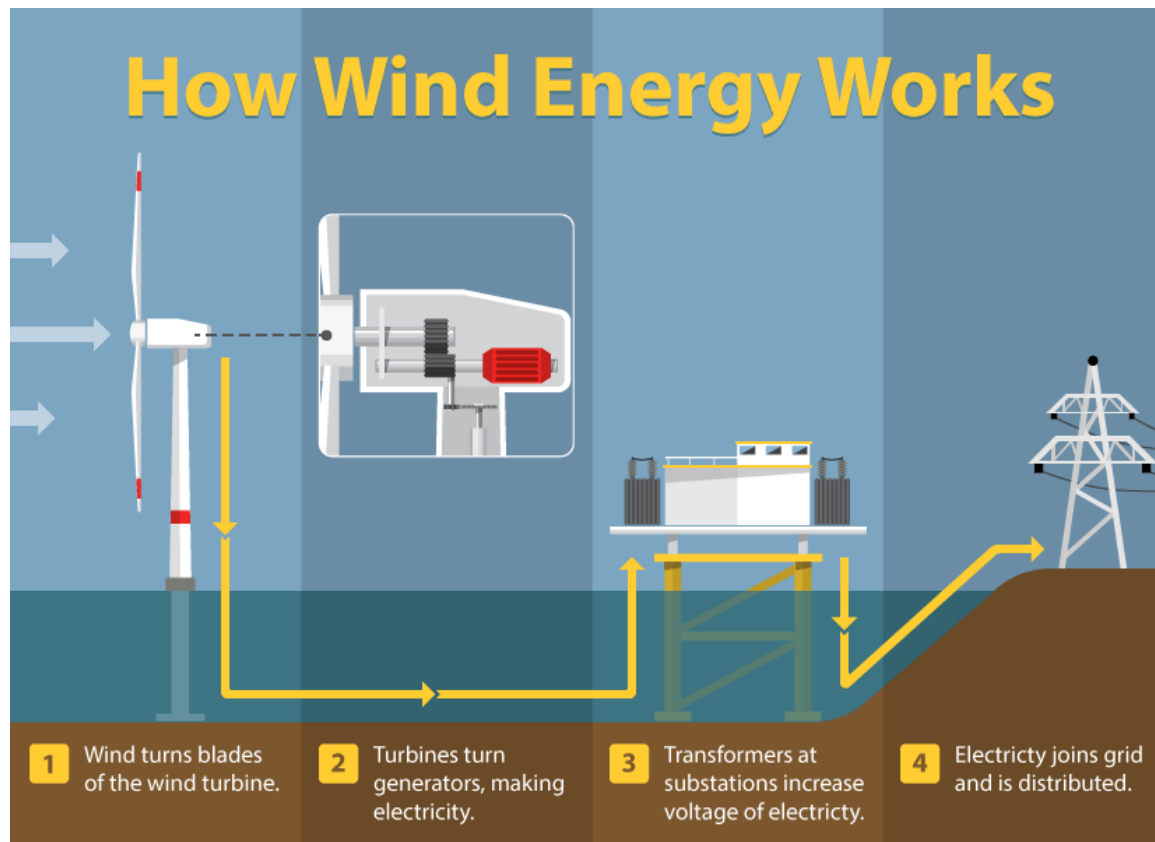 How Wind Energy Works
1
Wind turns blades
of the wind turbine.
2
Turbines turn
generators, making
electricity.
3
Transformers at
substations increase
voltage of electricty.
4
Electricty joins grid
and is distributed.